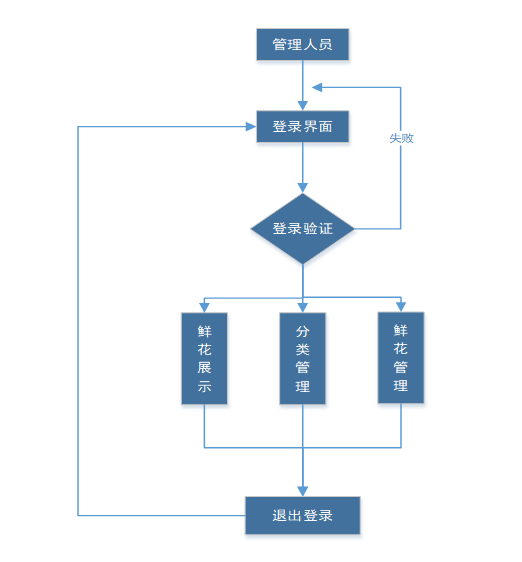 管理人员
登录界面
失败
登录验证
鲜花展示
分类管理
鲜花管理
退出登录